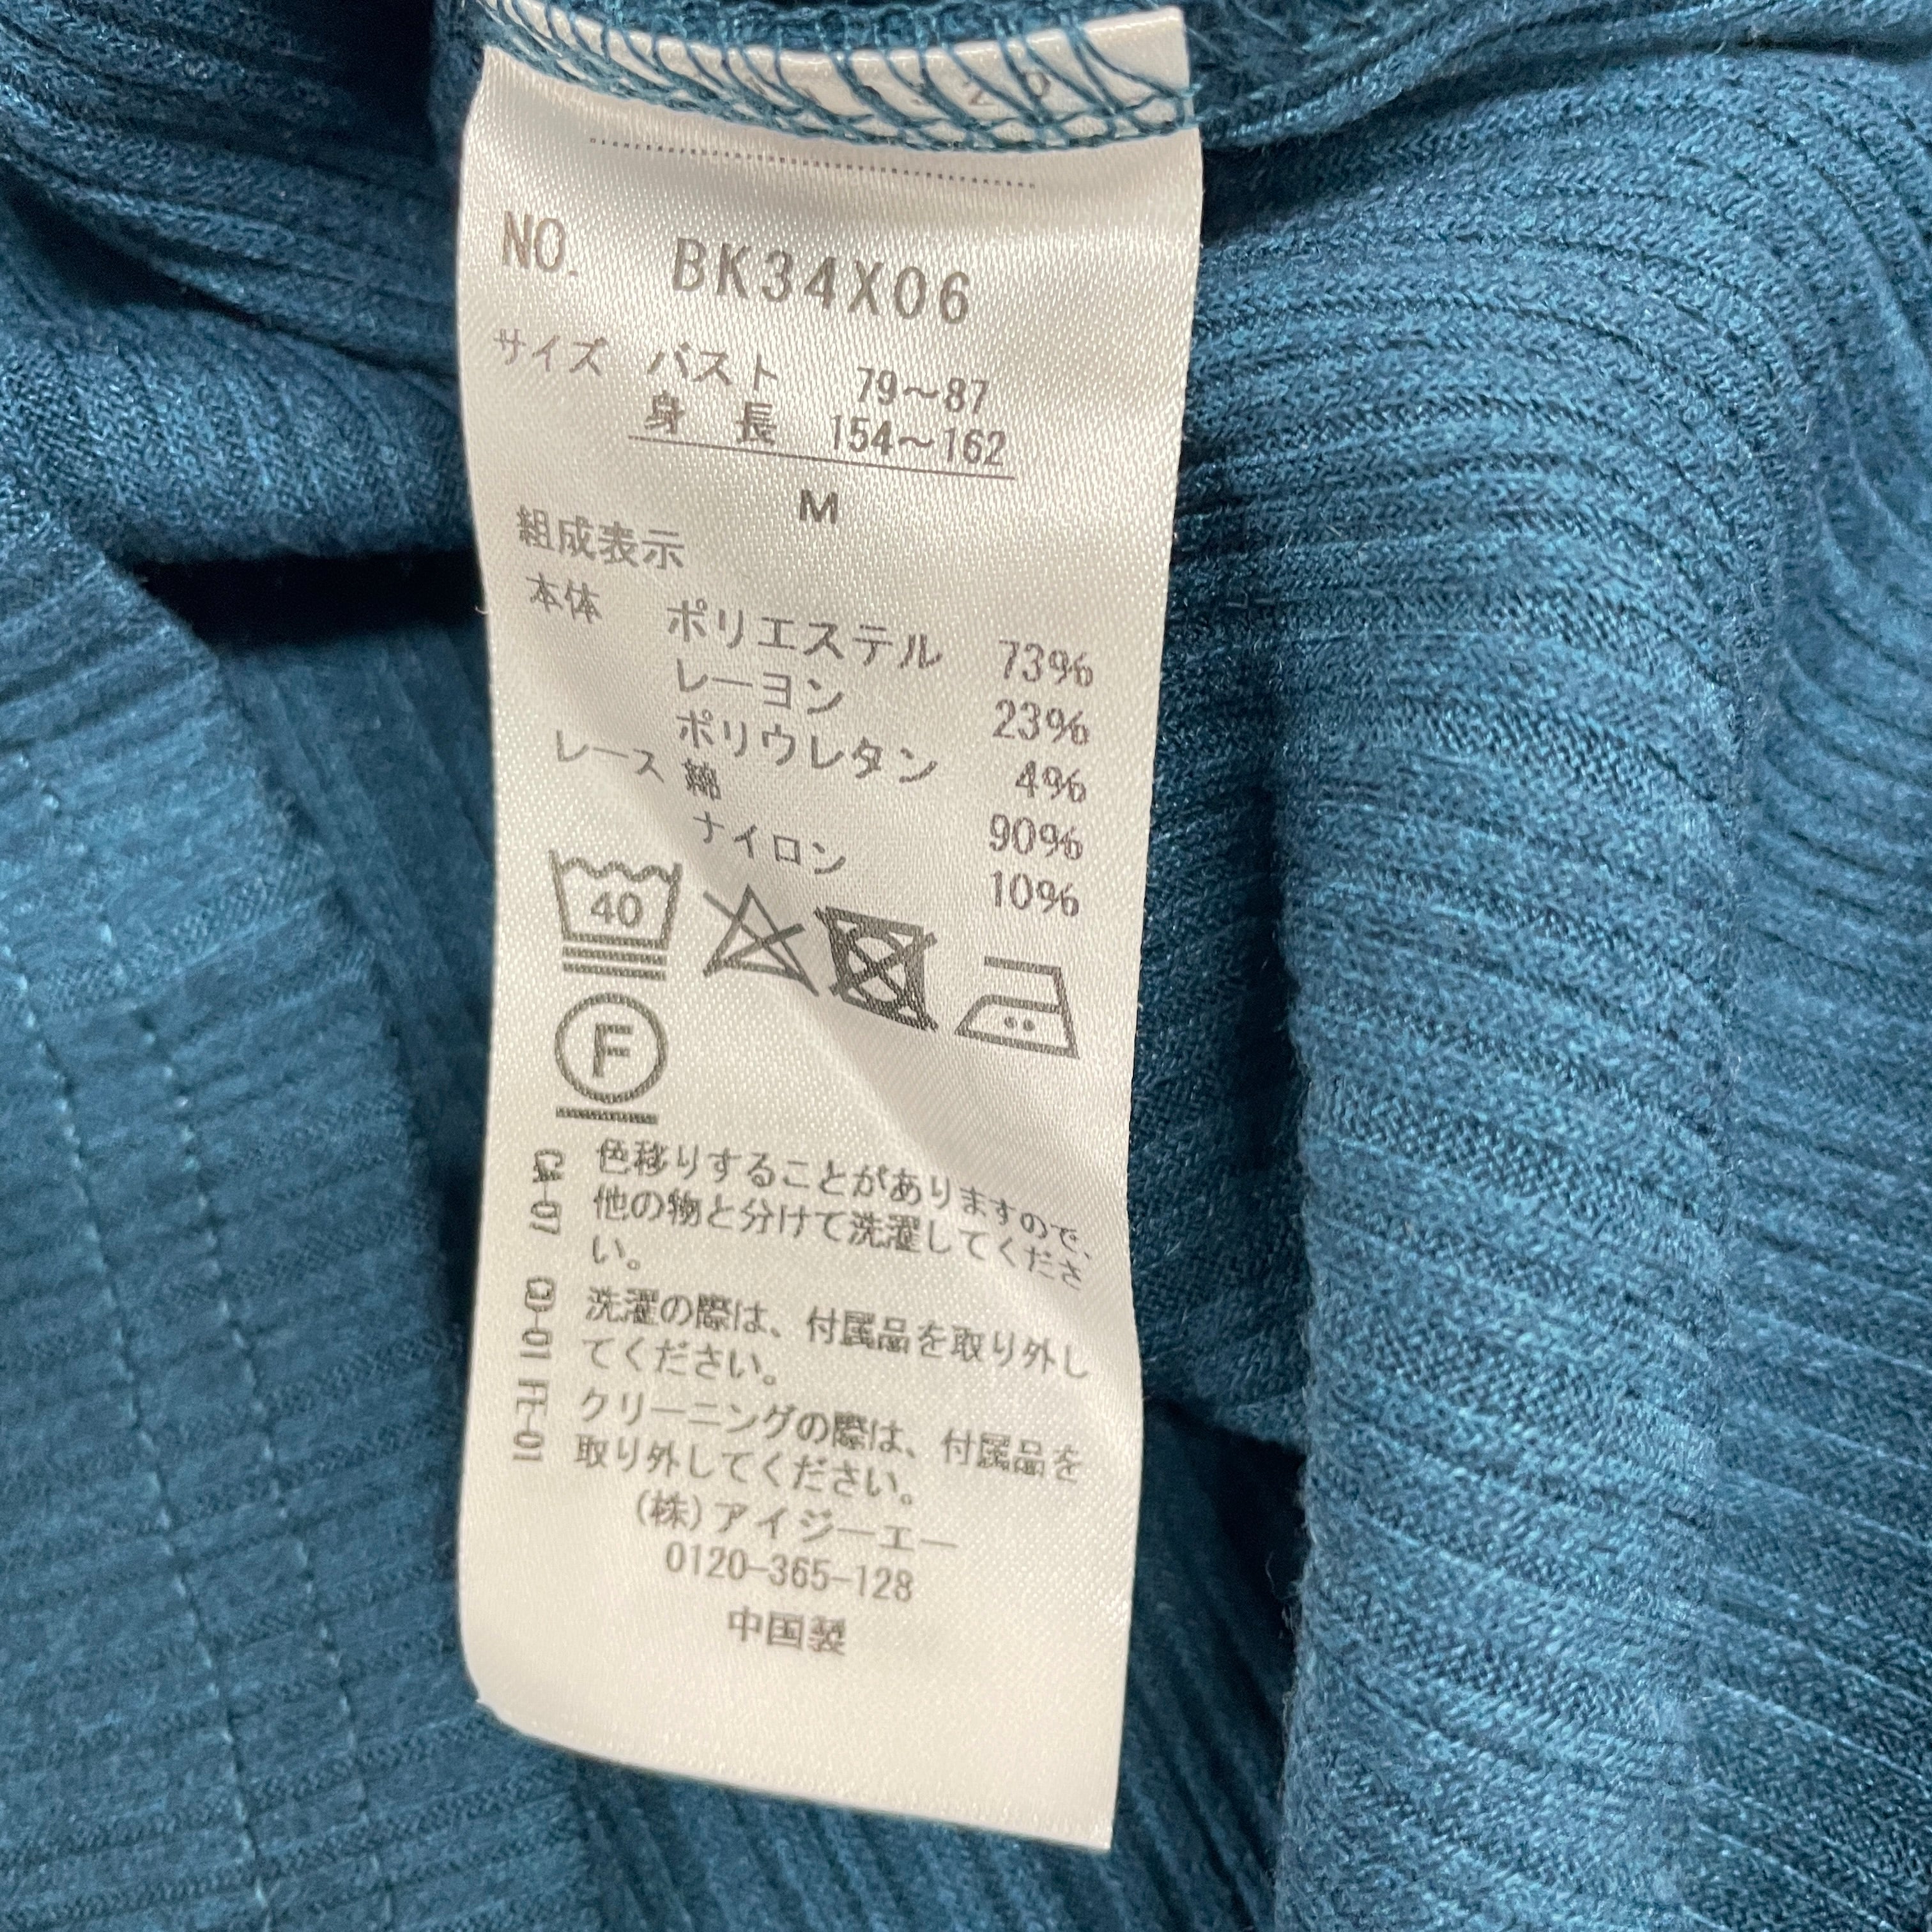 NO. BK34X06
サイズ バスト 79〜87
身 長 154〜162
M
組成表示
本体 ポリエステル 73%
レーヨン 23%
ポリウレタン 4%
レース 綿 90%
ナイロン 10%
40
F
CA-07 色移りすることがありますので、
他の物と分けて洗濯してくださ
い。
CD-01 洗濯の際は、付属品を取り外し
てください。
FF-01 クリーニングの際は、付属品を
取り外してください。
(株)アイジーエー
0120-365-128
中国製